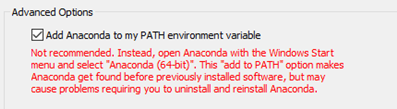 Advanced Options
Add Anaconda to my PATH environment variable
Not recommended. Instead, open Anaconda with the Windows Start
menu and select "Anaconda (64-bit)". This "add to PATH" option makes
Anaconda get found before previously installed software, but may
cause problems requiring you to uninstall and reinstall Anaconda.